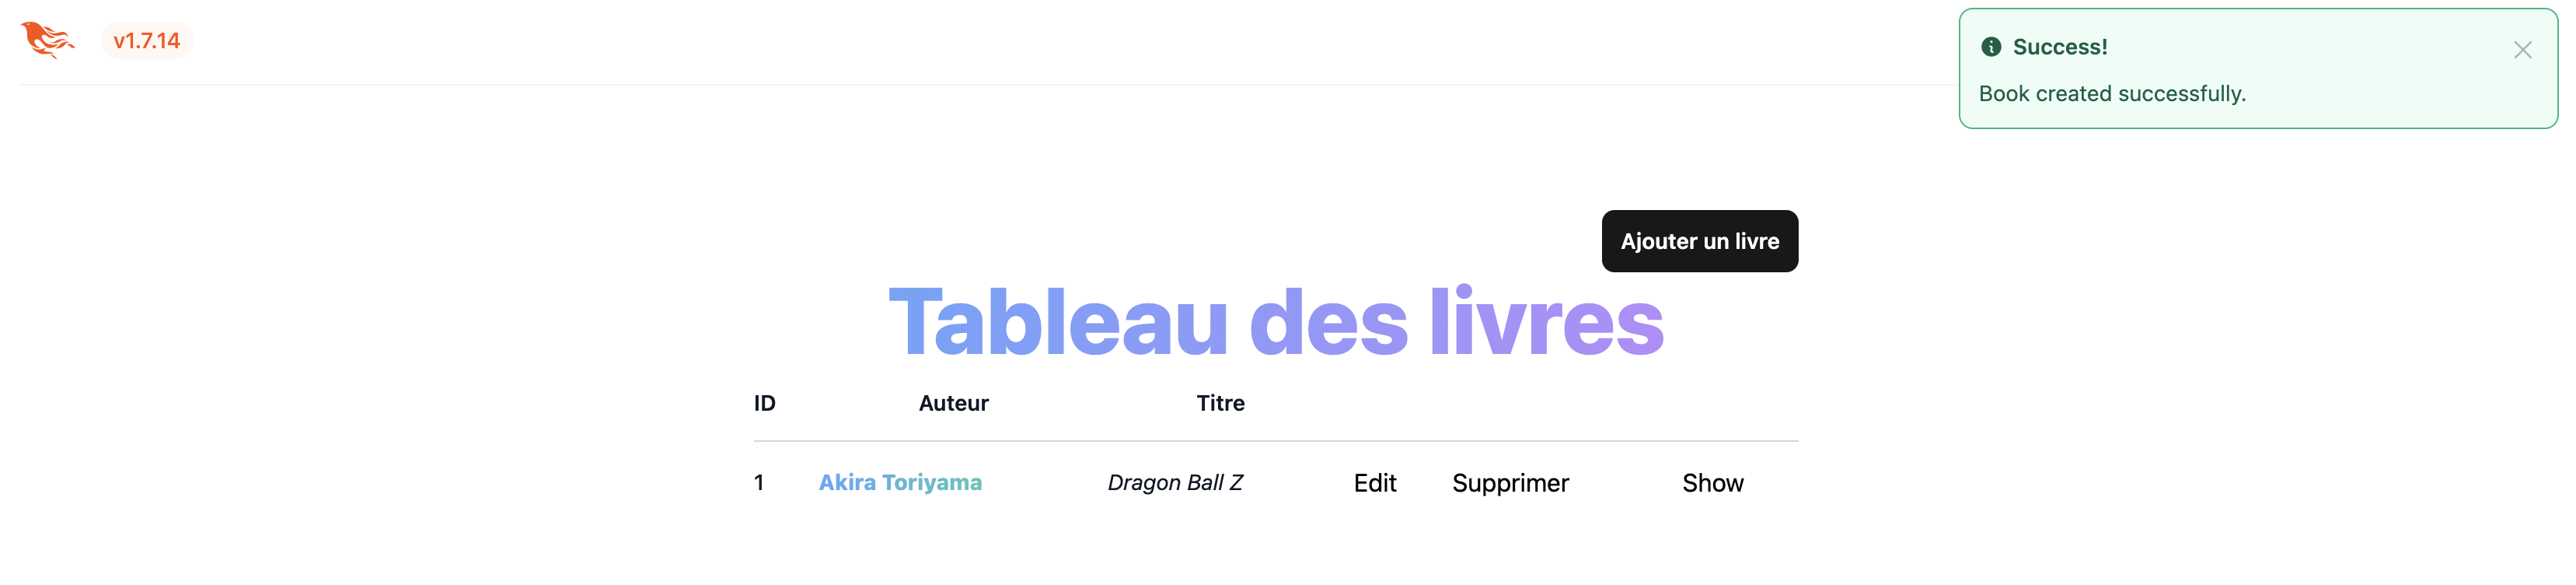 v1.7.14
Success!
Book created successfully.
Ajouter un livre
Tableau des livres
ID Auteur Titre
1 Akira Toriyama Dragon Ball Z Edit Supprimer Show